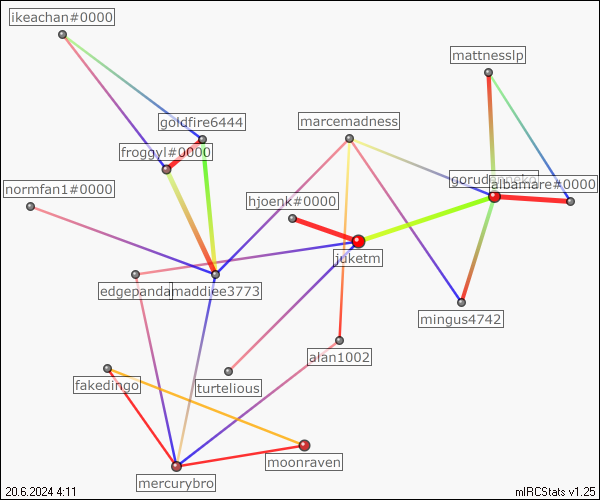 ikeachan#0000
mattnesslp
goldfire6444
marcemadness
froggyl#0000
albamare#0000
normfan1#0000
hjoenk#0000
juketm
edgepanda
maddiee3773
mingus4742
alan1002
fakedingo
turtelious
moonraven
mercurybro
20.6.2024 4:11
mIRCStats v1.25